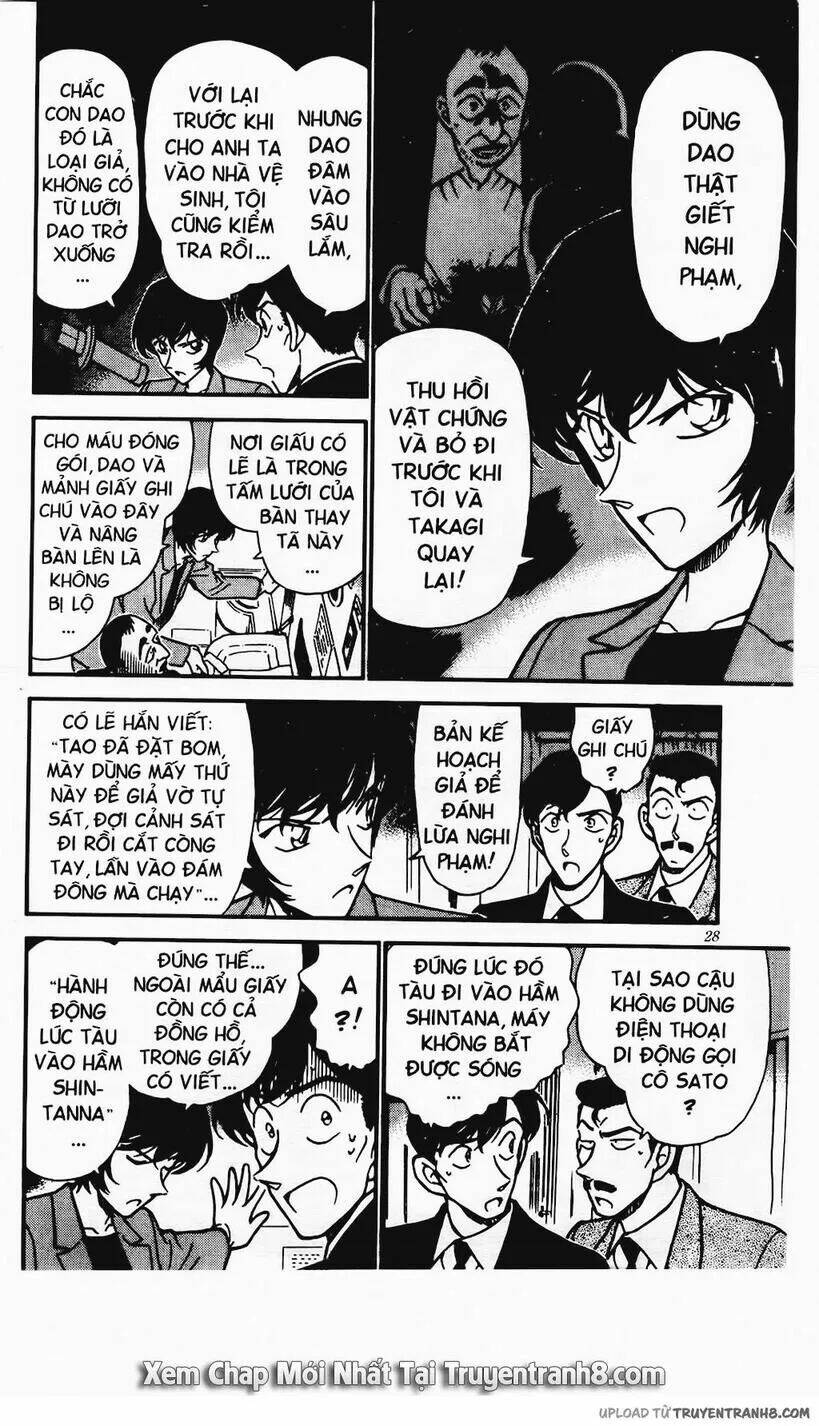 DÙNG
DAO
THẬT
GIẾT
NGHI
PHẠM,
THU HỒI
VẬT CHỨNG
VÀ BỎ ĐI
TRƯỚC KHI
TÔI VÀ
TAKAGI
QUAY
LẠI!
NHƯNG
DAO
ĐÂM
VÀO
SÂU
LẮM,
VỚI LẠI
TRƯỚC KHI
CHO ANH TA
VÀO NHÀ VỆ
SINH, TÔI
CŨNG KIỂM
TRA RỒI...
CHẮC
CON DAO
ĐÓ LÀ
LOẠI GIẢ,
KHÔNG CÓ
TỪ LƯỠI
DAO TRỞ
XUỐNG
...
NƠI GIẤU CÓ
LẼ LÀ TRONG
TẤM LƯỚI CỦA
BÀN THAY
TÃ NÀY
...
CHO MÁU ĐÓNG
GÓI, DAO VÀ
MẢNH GIẤY GHI
CHÚ VÀO ĐÂY
VÀ NÂNG
BÀN LÊN LÀ
KHÔNG
BỊ LỘ
...
GIẤY
GHI CHÚ
?
BẢN KẾ
HOẠCH
GIẢ ĐỂ
ĐÁNH
LỪA NGHI
PHẠM!
CÓ LẼ HẮN VIẾT:
"TAO ĐÃ ĐẶT BOM,
MÀY DÙNG MẤY THỨ
NÀY ĐỂ GIẢ VỜ TỰ
SÁT, ĐỢI CẢNH SÁT
ĐI RỒI CẮT CÒNG
TAY, LẨN VÀO ĐÁM
ĐÔNG MÀ CHẠY"...
28
TẠI SAO CẬU
KHÔNG DÙNG
ĐIỆN THOẠI
DI ĐỘNG GỌI
CÔ SATO
?
ĐÚNG LÚC ĐÓ
TÀU ĐI VÀO HẦM
SHINTANA, MÁY
KHÔNG BẮT
ĐƯỢC SÓNG
...
A
?!
ĐÚNG THẾ...
NGOÀI MẨU GIẤY
CÒN CÓ CẢ
ĐỒNG HỒ,
TRONG GIẤY
CÓ VIẾT...
"HÀNH
ĐỘNG
LÚC TÀU
VÀO HẦM
SHIN-
TANNA"
...
Xem Chap Mới Nhất Tại Truyentranh8.com
UPLOAD TỪ TRUYENTRANH8.COM